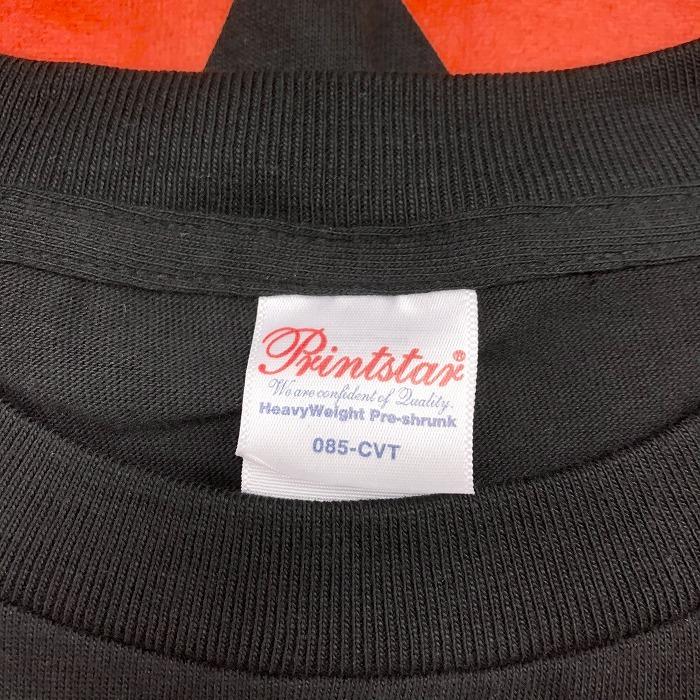 Printstar®
We are confident of Quality.
HeavyWeight Pre-shrunk
085-CVT